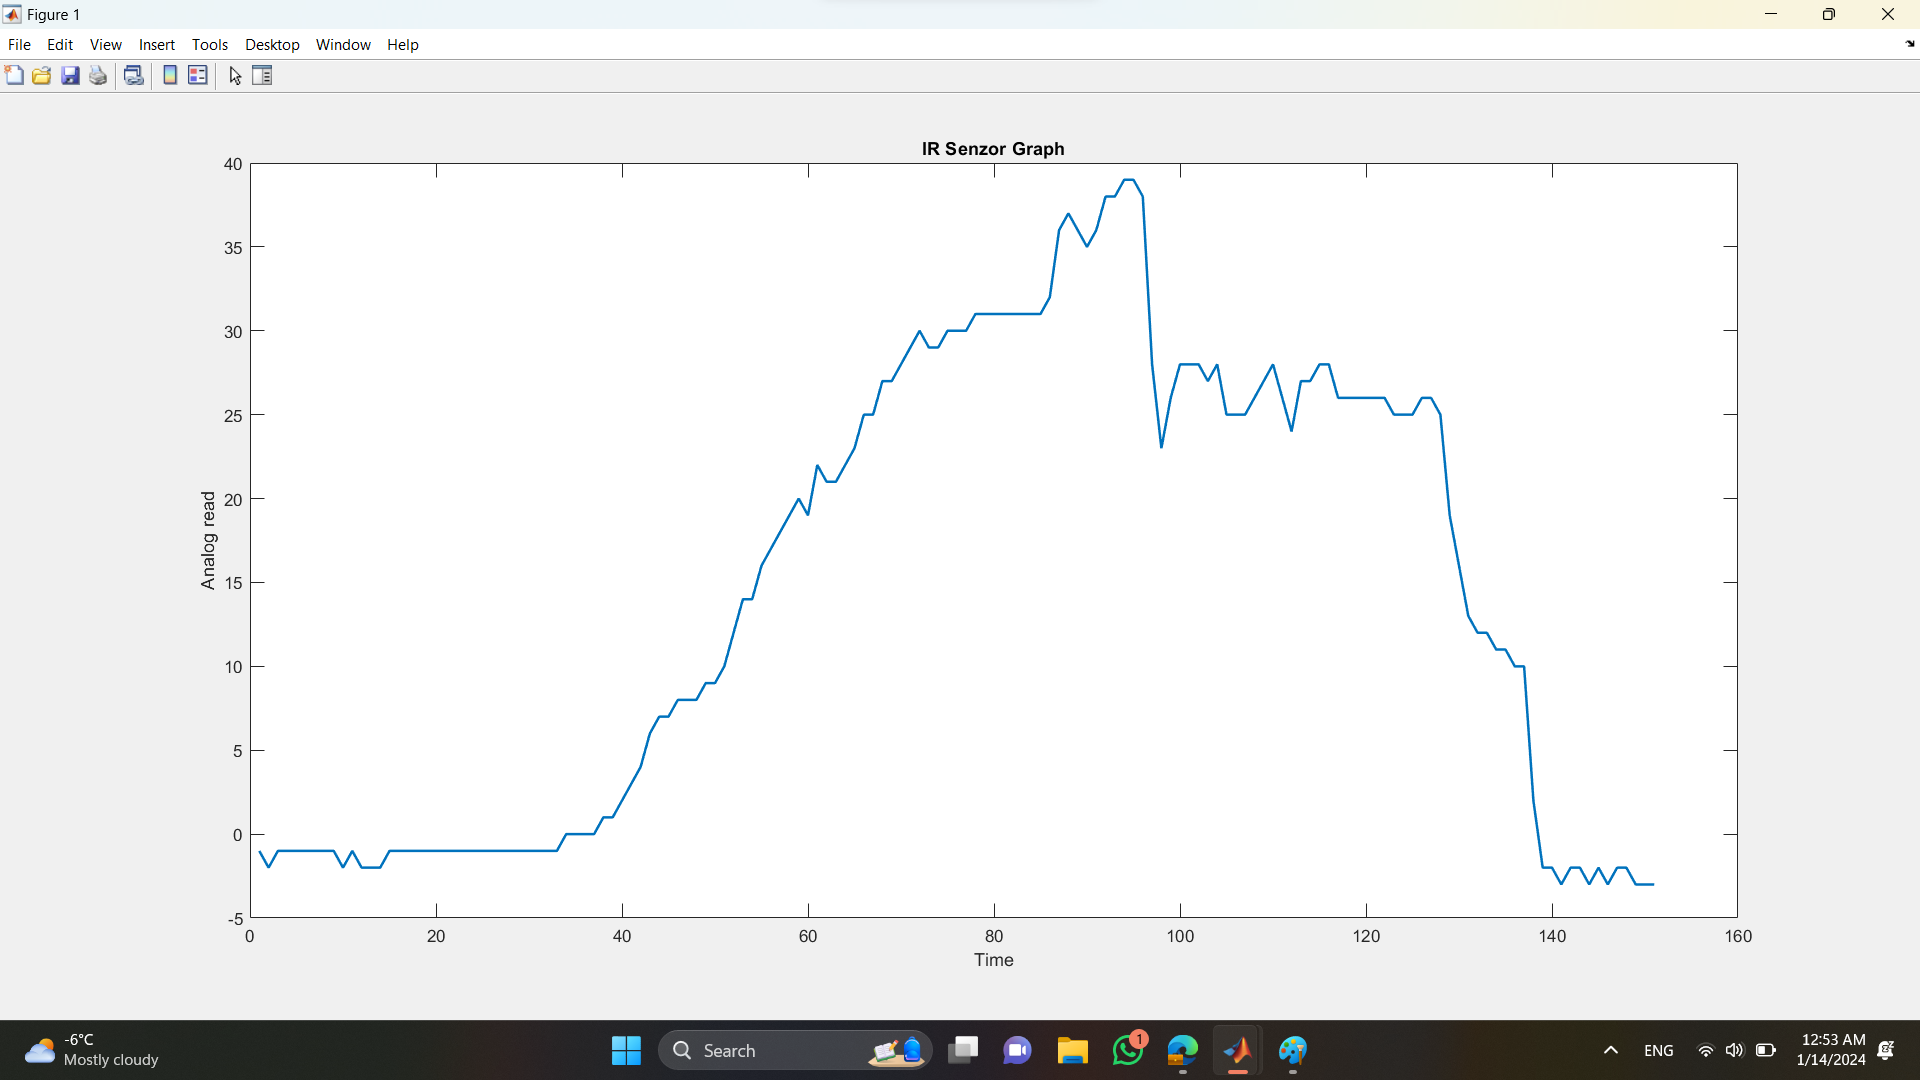 Figure 1
File Edit View Insert Tools Desktop Window Help
IR Senzor Graph
40
35
30
25
20
15
10
5
0
-5
Analog read
0 20 40 60 80 100 120 140 160
Time
-6°C
Mostly cloudy
Search
1
ENG
12:53 AM
1/14/2024